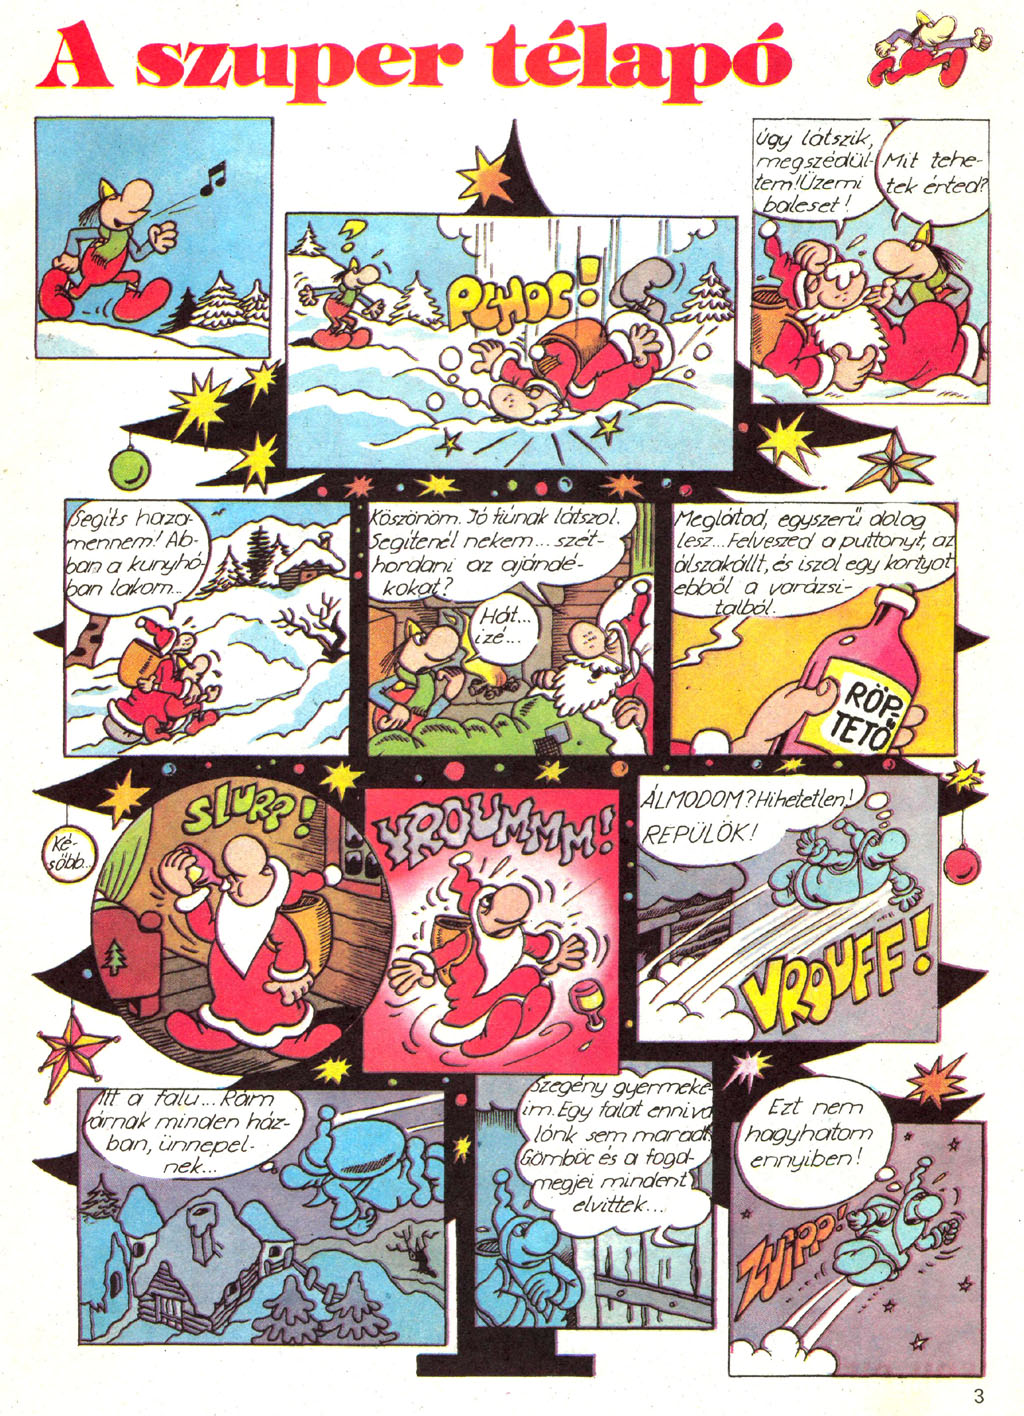 A szuper télapó
PLHOC!
Úgy látszik,
megszédül-
tem! Üzemi
baleset!
Mit tehe-
tek érted?
Segíts haza-
mennem! Ab-
ban a kunyhó-
ban lakom...
Köszönöm. Jó fiúnak látszol.
Segítenél nekem... szét-
hordani az ajándé-
kokat?
Hát...
izé...
Meglátod, egyszerű dolog
lesz... Felveszed a puttonyt, az
álszakállt, és iszol egy kortyot
ebből a varázsi-
talból.
RÖP-
TETŐ
Ké-
sőbb...
SLURP!
VROUMMM!
ÁLMODOM? Hihetetlen!
REPÜLÖK!
VROUFF!
Itt a falu... Rám
várnak minden ház-
ban, ünnepel-
nek...
Szegény gyermeke-
im. Egy falat enniva-
lónk sem maradt.
Gömböc és a fogd-
megjei mindent
elvittek...
Ezt nem
hagyhatom
ennyiben!
ZWIPP!
3